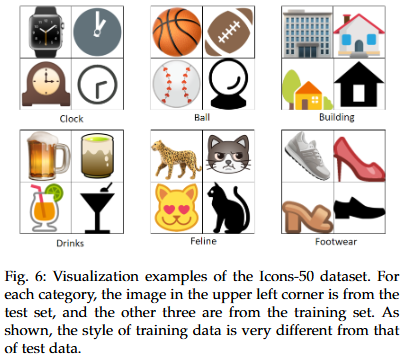 Clock
Ball
Building
Drinks
Feline
Footwear
Fig. 6: Visualization examples of the Icons-50 dataset. For
each category, the image in the upper left corner is from the
test set, and the other three are from the training set. As
shown, the style of training data is very different from that
of test data.